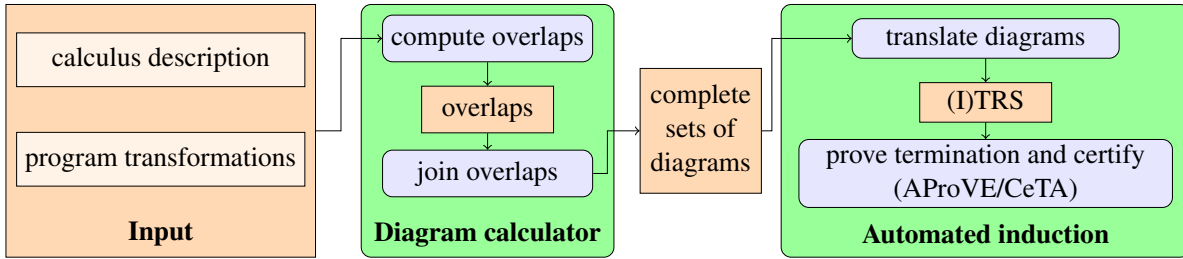 calculus description
program transformations
Input
compute overlaps
overlaps
join overlaps
Diagram calculator
complete
sets of
diagrams
translate diagrams
(I)TRS
prove termination and certify
(AProVE/CeTA)
Automated induction